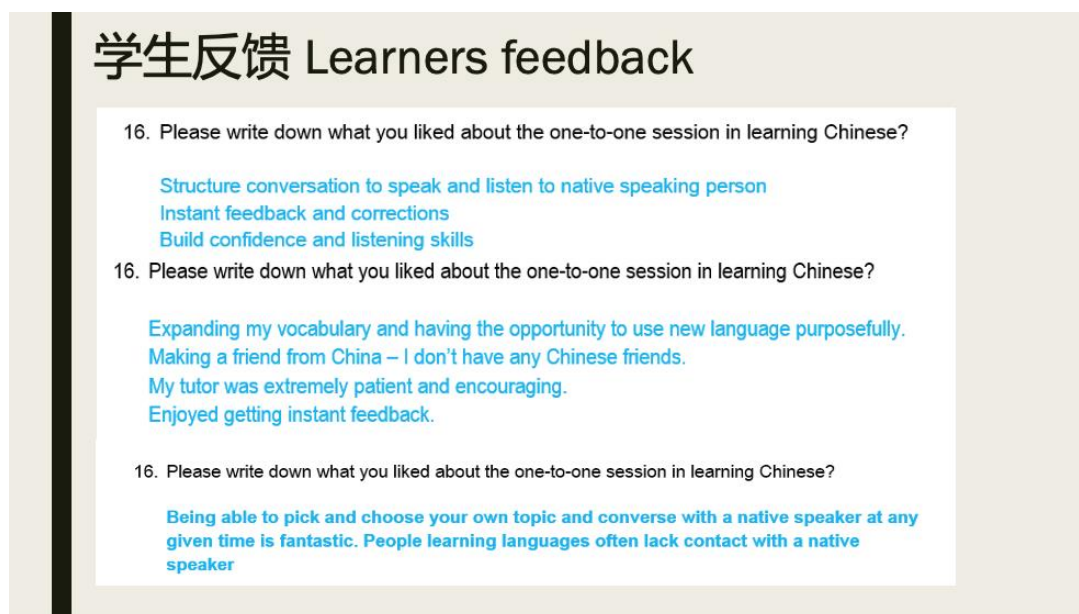 学生反馈 Learners feedback
16. Please write down what you liked about the one-to-one session in learning Chinese?
Structure conversation to speak and listen to native speaking person
Instant feedback and corrections
Build confidence and listening skills
16. Please write down what you liked about the one-to-one session in learning Chinese?
Expanding my vocabulary and having the opportunity to use new language purposefully.
Making a friend from China – I don’t have any Chinese friends.
My tutor was extremely patient and encouraging.
Enjoyed getting instant feedback.
16. Please write down what you liked about the one-to-one session in learning Chinese?
Being able to pick and choose your own topic and converse with a native speaker at any
given time is fantastic. People learning languages often lack contact with a native
speaker